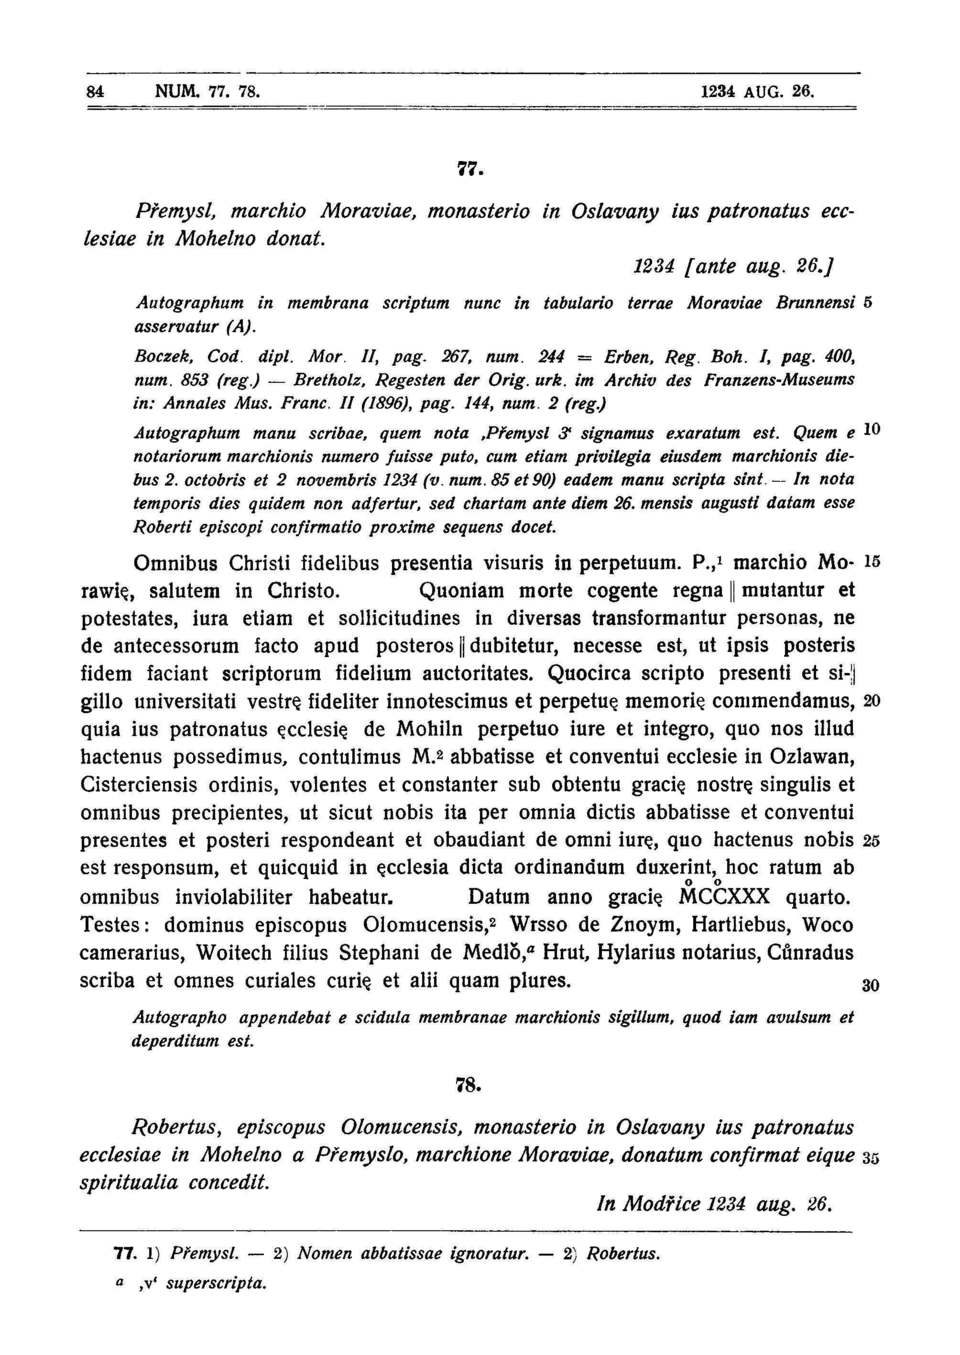 84 NUM. 77. 78. 1234 AUG. 26.
77.
Přemysl, marchio Moraviae, monasterio in Oslavany ius patronatus ecc-
lesiae in Mohelno donat.
1234 [ante aug. 26.]
Autographum in membrana scriptum nunc in tabulario terrae Moraviae Brunnensi 5
asservatur (A).
Boczek, Cod. dipl. Mor. II, pag. 267, num. 244 = Erben, Reg. Boh. I, pag. 400,
num. 853 (reg.) — Bretholz, Regesten der Orig. urk. im Archiv des Franzens-Museums
in: Annales Mus. Franc. II (1896), pag. 144, num. 2 (reg.)
Autographum manu scribae, quem nota ‚Přemysl 3‘ signamus exaratum est. Quem e 10
notariorum marchionis numero fuisse puto, cum etiam privilegia eiusdem marchionis die-
bus 2. octobris et 2 novembris 1234 (v. num. 85 et 90) eadem manu scripta sint. — In nota
temporis dies quidem non adfertur, sed chartam ante diem 26. mensis augusti datam esse
Roberti episcopi confirmatio proxime sequens docet.
Omnibus Christi fidelibus presentia visuris in perpetuum. P.,¹ marchio Mo- 15
rawię, salutem in Christo. Quoniam morte cogente regna || mutantur et
potestates, iura etiam et sollicitudines in diversas transformantur personas, ne
de antecessorum facto apud posteros || dubitetur, necesse est, ut ipsis posteris
fidem faciant scriptorum fidelium auctoritates. Quocirca scripto presenti et si-||
gillo universitati vestrę fideliter innotescimus et perpetuę memorię commendamus, 20
quia ius patronatus ęcclesię de Mohiln perpetuo iure et integro, quo nos illud
hactenus possedimus, contulimus M.² abbatisse et conventui ecclesie in Ozlawan,
Cisterciensis ordinis, volentes et constanter sub obtentu gracię nostrę singulis et
omnibus precipientes, ut sicut nobis ita per omnia dictis abbatisse et conventui
presentes et posteri respondeant et obaudiant de omni iurę, quo hactenus nobis 25
est responsum, et quicquid in ęcclesia dicta ordinandum duxerint, hoc ratum ab
omnibus inviolabiliter habeatur. Datum anno gracię M̊CC̊XXX quarto.
Testes: dominus episcopus Olomucensis,² Wrsso de Znoym, Hartliebus, Woco
camerarius, Woitech filius Stephani de Medlǒ,ᵃ Hrut, Hylarius notarius, Cůnradus
scriba et omnes curiales curię et alii quam plures. 30
Autographo appendebat e scidula membranae marchionis sigillum, quod iam avulsum et
deperditum est.
78.
Robertus, episcopus Olomucensis, monasterio in Oslavany ius patronatus
ecclesiae in Mohelno a Přemyslo, marchione Moraviae, donatum confirmat eique 35
spiritualia concedit.
In Modřice 1234 aug. 26.
77. 1) Přemysl. — 2) Nomen abbatissae ignoratur. — 2) Robertus.
a ‚v‘ superscripta.